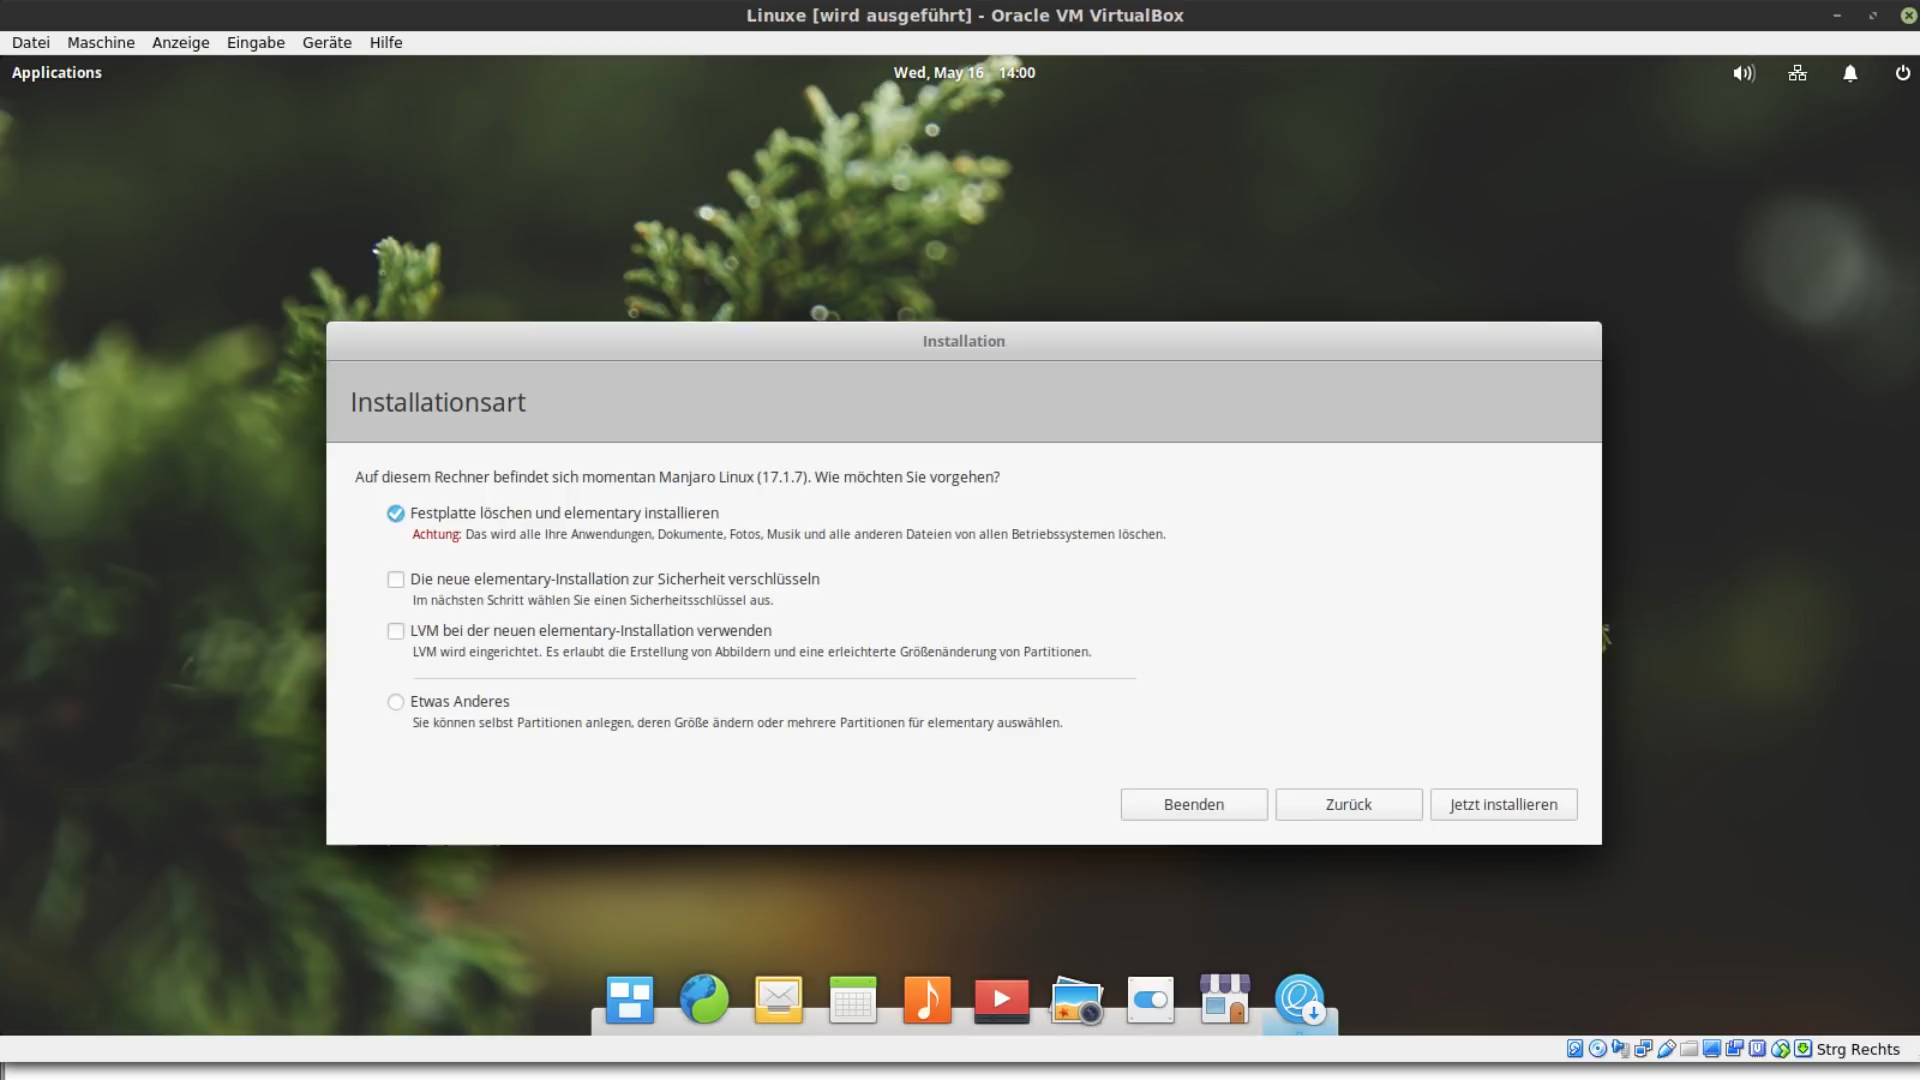 Linuxe [wird ausgeführt] - Oracle VM VirtualBox
Datei Maschine Anzeige Eingabe Geräte Hilfe
Applications Wed, May 16 14:00
Installation
Installationsart
Auf diesem Rechner befindet sich momentan Manjaro Linux (17.1.7). Wie möchten Sie vorgehen?
Festplatte löschen und elementary installieren
Achtung: Das wird alle Ihre Anwendungen, Dokumente, Fotos, Musik und alle anderen Dateien von allen Betriebssystemen löschen.
Die neue elementary-Installation zur Sicherheit verschlüsseln
Im nächsten Schritt wählen Sie einen Sicherheitsschlüssel aus.
LVM bei der neuen elementary-Installation verwenden
LVM wird eingerichtet. Es erlaubt die Erstellung von Abbildern und eine erleichterte Größenänderung von Partitionen.
Etwas Anderes
Sie können selbst Partitionen anlegen, deren Größe ändern oder mehrere Partitionen für elementary auswählen.
Beenden Zurück Jetzt installieren
Strg Rechts